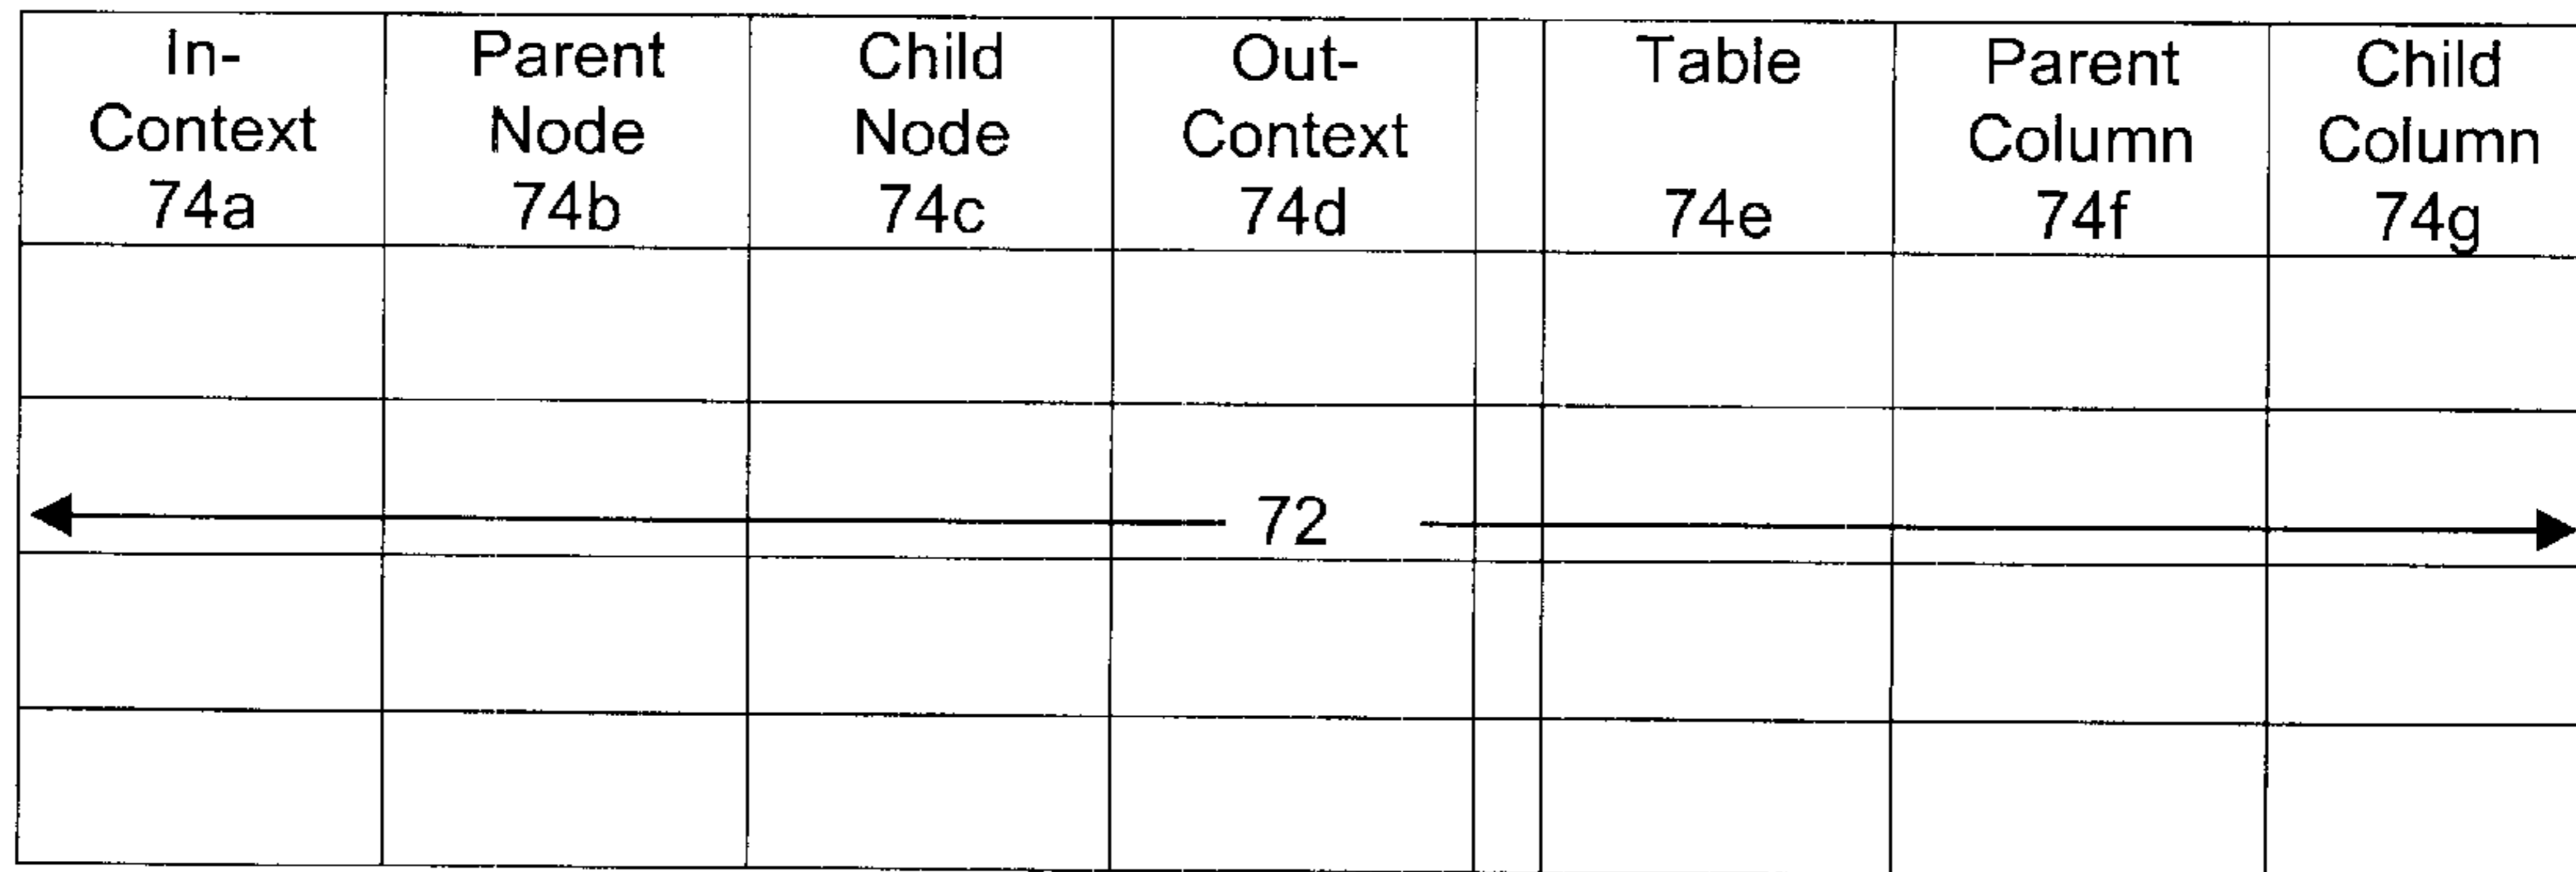 In-
Context
74a
Parent
Node
74b
Child
Node
74c
Out-
Context
74d
Table
74e
Parent
Column
74f
Child
Column
74g
72